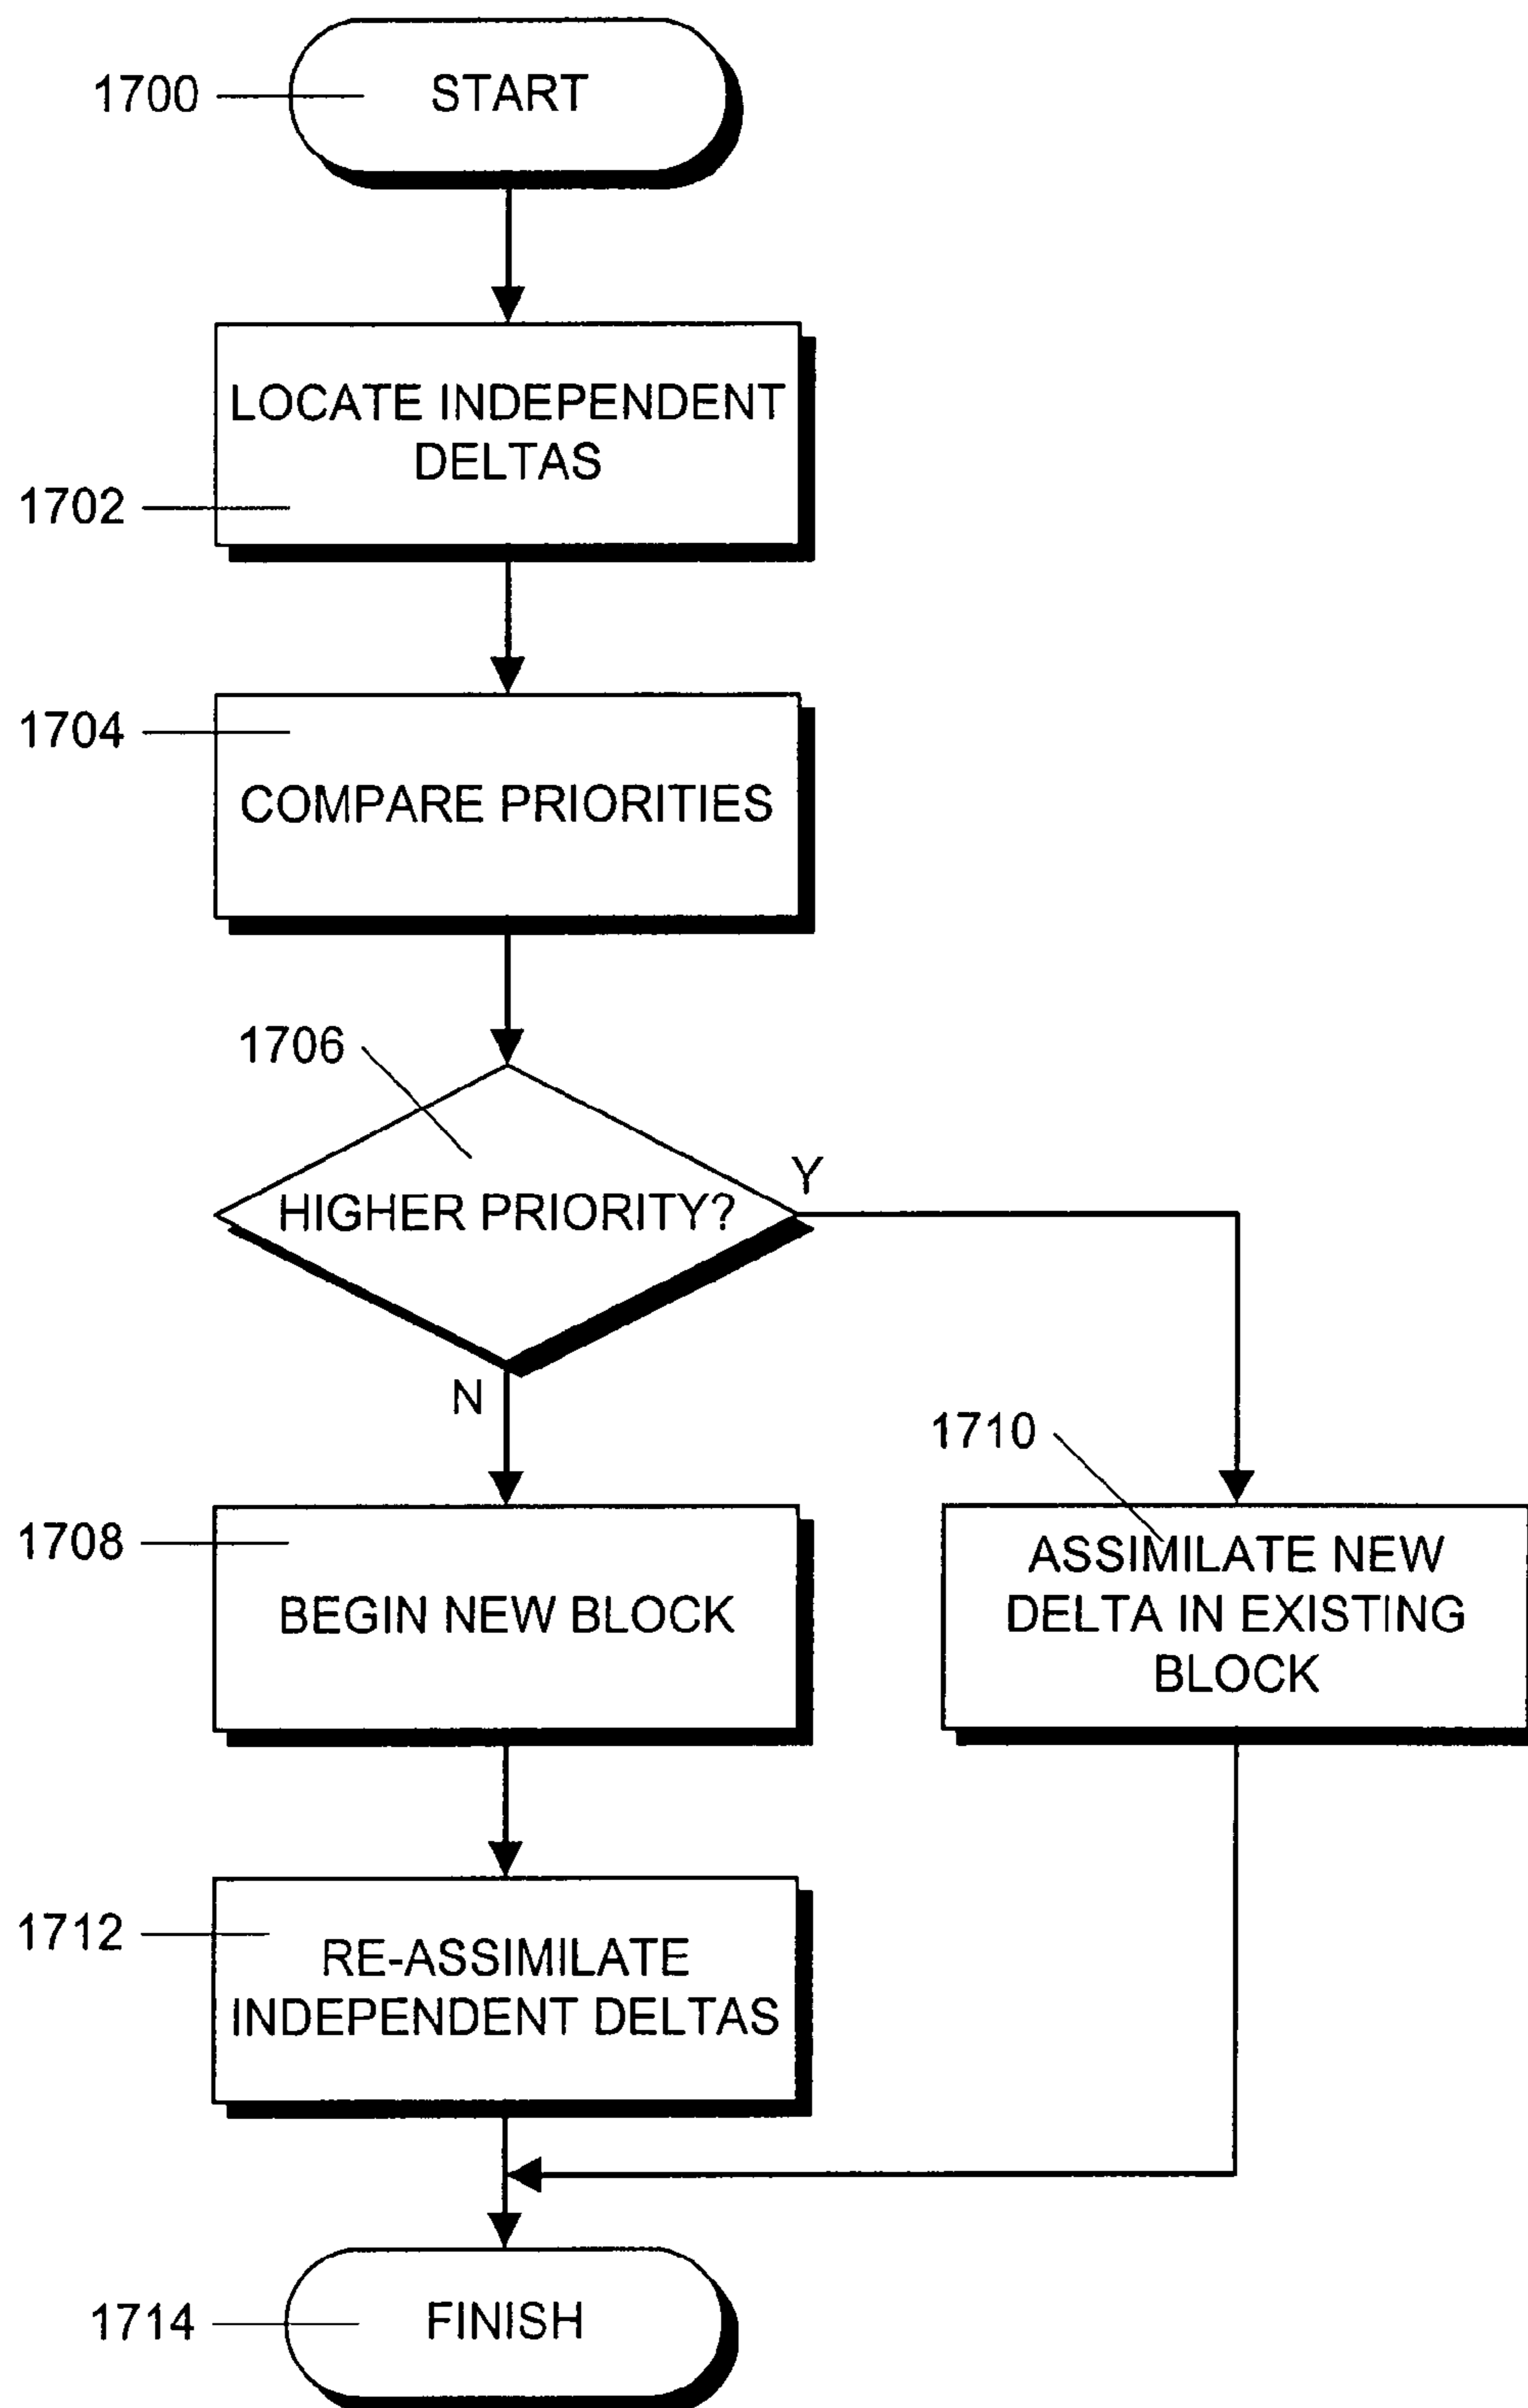 1700
START
LOCATE INDEPENDENT
DELTAS
1702
1704
COMPARE PRIORITIES
1706
HIGHER PRIORITY?
Y
N
1710
1708
BEGIN NEW BLOCK
ASSIMILATE NEW
DELTA IN EXISTING
BLOCK
1712
RE-ASSIMILATE
INDEPENDENT DELTAS
1714
FINISH